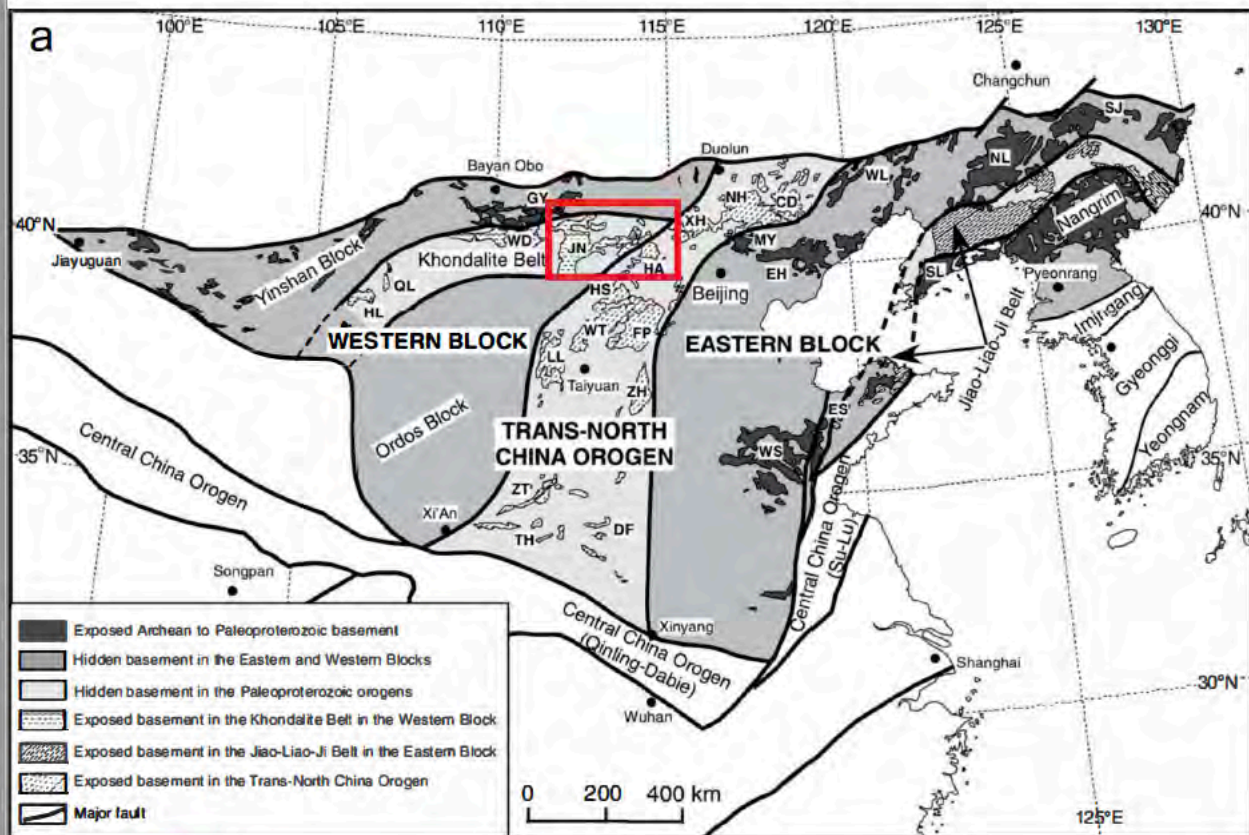 a
100°E
105°E
110°E
115°E
120°E
125°E
130°E
Changchun
SJ
Duolun
NL
Bayan Obo
WL
GY
NH
CD
Nangrim
40°N
40°N
XH
WD
JN
MY
Jiayuguan
Khondalite Belt
HA
EH
SL
Pyeonrang
Yinshan Block
QL
HS
Beijing
Imjingang
HL
WT
FP
WESTERN BLOCK
EASTERN BLOCK
Gyeonggi
LL
Taiyuan
Jiao-Liao-Ji Belt
ZH
ES
Yeongnam
Ordos Block
TRANS-NORTH
CHINA OROGEN
WS
Central China Orogen
35°N
35°N
ZT
Xi'An
TH
DF
Central China Orogen
(Su-Lu)
Songpan
Central China Orogen
(Qinling-Dabie)
Xinyang
Shanghai
Wuhan
30°N
Exposed Archean to Paleoproterozoic basement
Hidden basement in the Eastern and Western Blocks
Hidden basement in the Paleoproterozoic orogens
Exposed basement in the Khondalite Belt in the Western Block
Exposed basement in the Jiao-Liao-Ji Belt in the Eastern Block
Exposed basement in the Trans-North China Orogen
Major fault
0 200 400 km
125°E